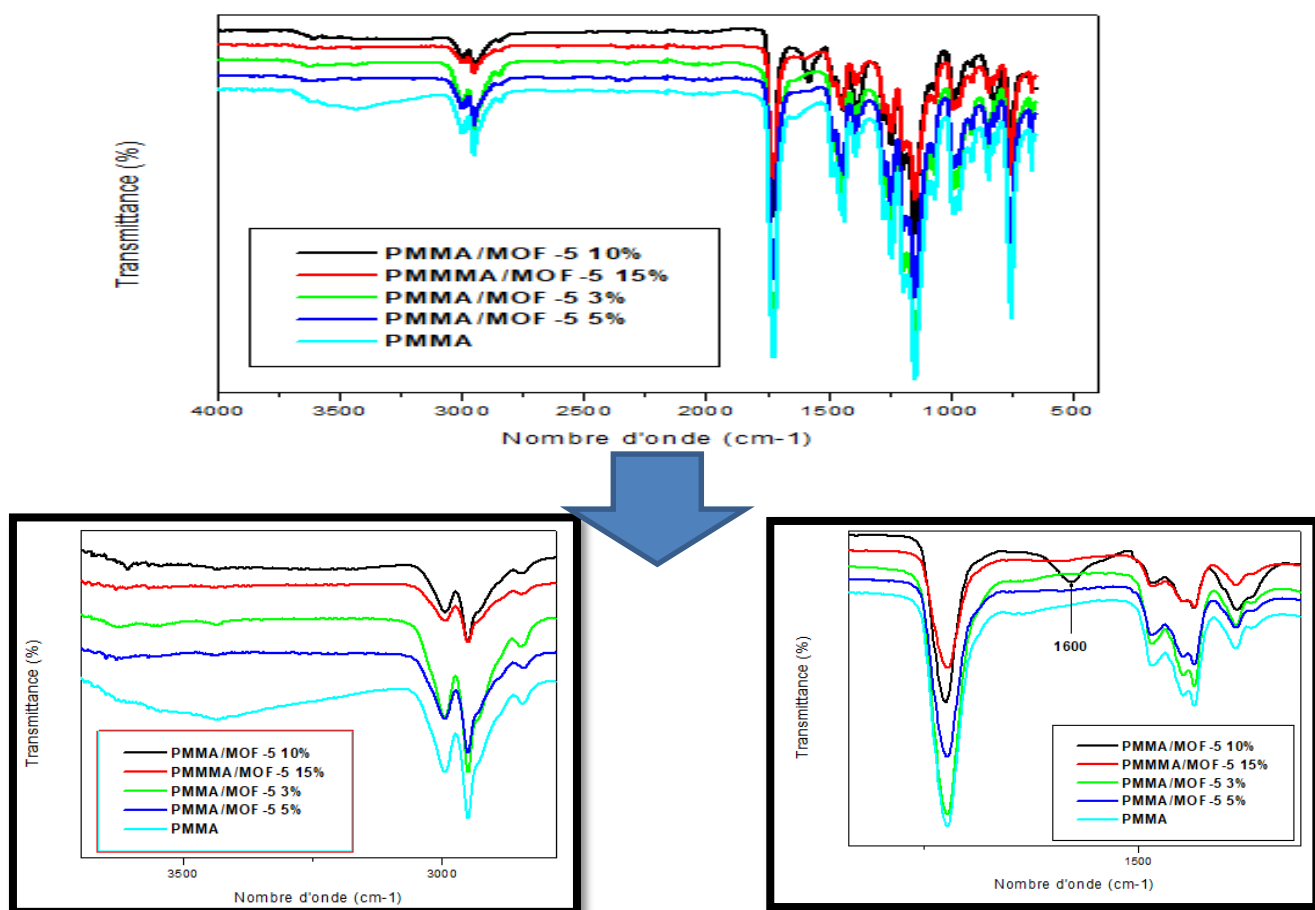 Transmittance (%)
PMMA/MOF -5 10%
PMMMA/MOF -5 15%
PMMA/MOF -5 3%
PMMA/MOF -5 5%
PMMA
4000 3500 3000 2500 2000 1500 1000 500
Nombre d'onde (cm-1)
Transmittance (%)
PMMA/MOF -5 10%
PMMMA/MOF -5 15%
PMMA/MOF -5 3%
PMMA/MOF -5 5%
PMMA
3500 3000
Nombre d'onde (cm-1)
Transmittance (%)
1600
PMMA/MOF -5 10%
PMMMA/MOF -5 15%
PMMA/MOF -5 3%
PMMA/MOF -5 5%
PMMA
1500
Nombre d'onde (cm-1)